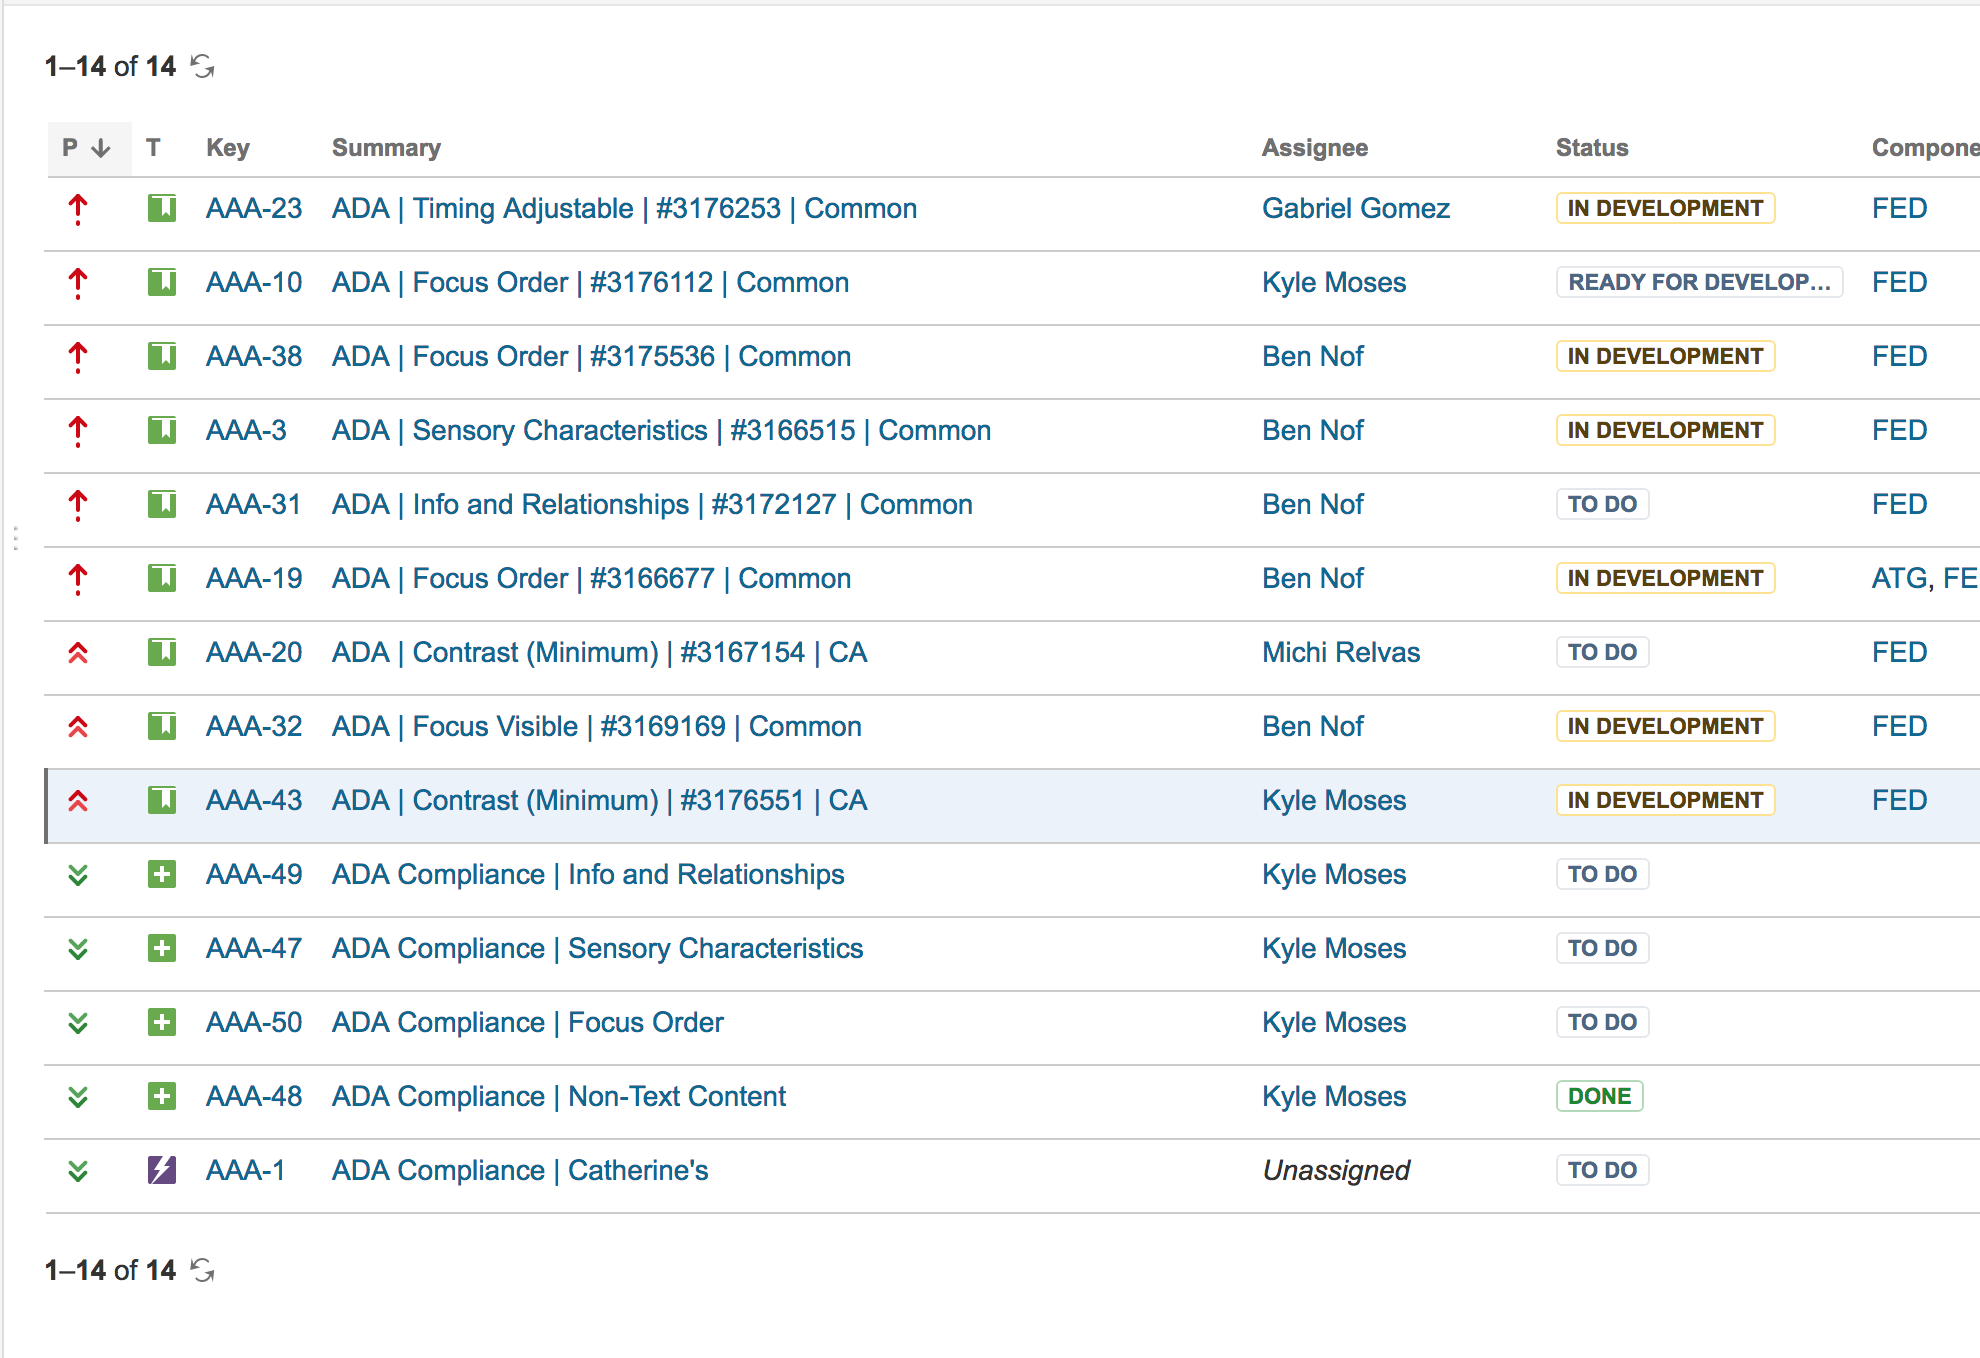 1–14 of 14
P T Key Summary Assignee Status Compone
AAA-23 ADA | Timing Adjustable | #3176253 | Common Gabriel Gomez IN DEVELOPMENT FED
AAA-10 ADA | Focus Order | #3176112 | Common Kyle Moses READY FOR DEVELOP... FED
AAA-38 ADA | Focus Order | #3175536 | Common Ben Nof IN DEVELOPMENT FED
AAA-3 ADA | Sensory Characteristics | #3166515 | Common Ben Nof IN DEVELOPMENT FED
AAA-31 ADA | Info and Relationships | #3172127 | Common Ben Nof TO DO FED
AAA-19 ADA | Focus Order | #3166677 | Common Ben Nof IN DEVELOPMENT ATG, FE
AAA-20 ADA | Contrast (Minimum) | #3167154 | CA Michi Relvas TO DO FED
AAA-32 ADA | Focus Visible | #3169169 | Common Ben Nof IN DEVELOPMENT FED
AAA-43 ADA | Contrast (Minimum) | #3176551 | CA Kyle Moses IN DEVELOPMENT FED
AAA-49 ADA Compliance | Info and Relationships Kyle Moses TO DO
AAA-47 ADA Compliance | Sensory Characteristics Kyle Moses TO DO
AAA-50 ADA Compliance | Focus Order Kyle Moses TO DO
AAA-48 ADA Compliance | Non-Text Content Kyle Moses DONE
AAA-1 ADA Compliance | Catherine's Unassigned TO DO
1–14 of 14